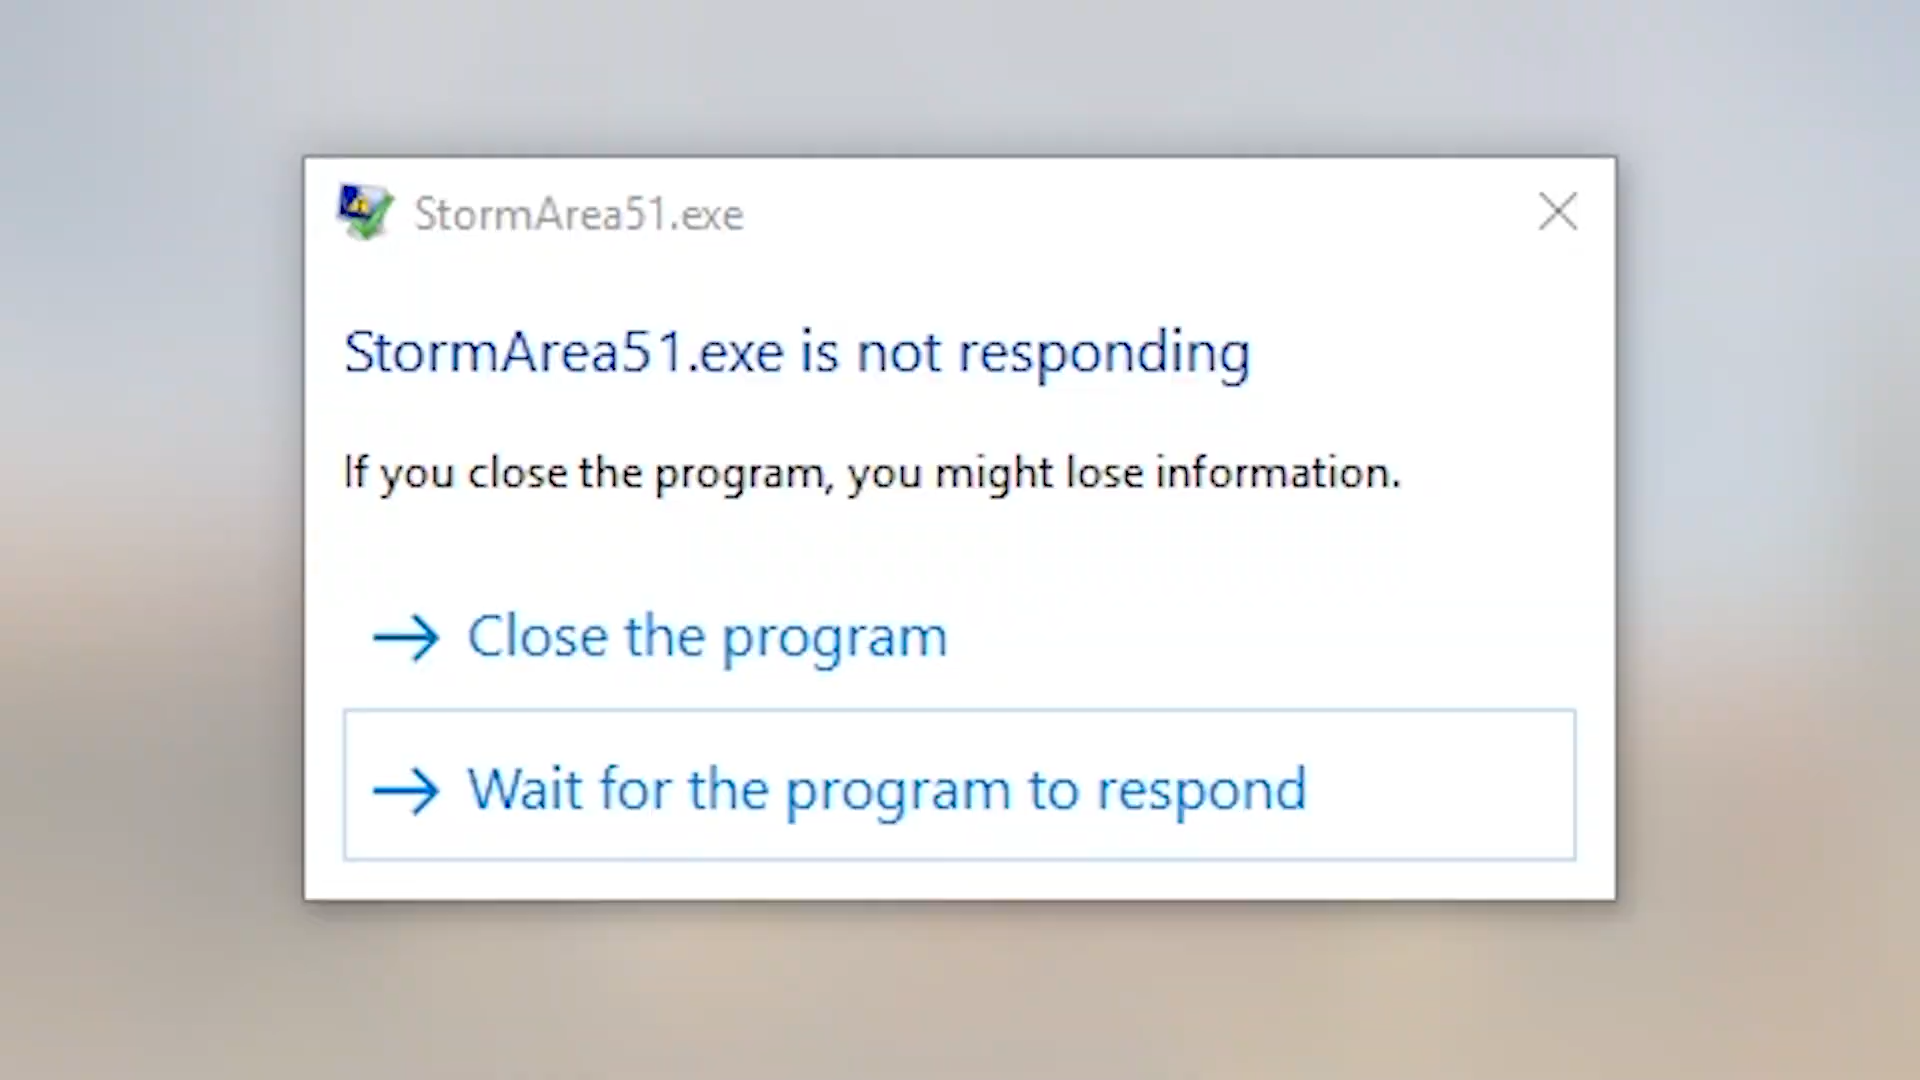 StormArea51.exe
StormArea51.exe is not responding
If you close the program, you might lose information.
Close the program
Wait for the program to respond